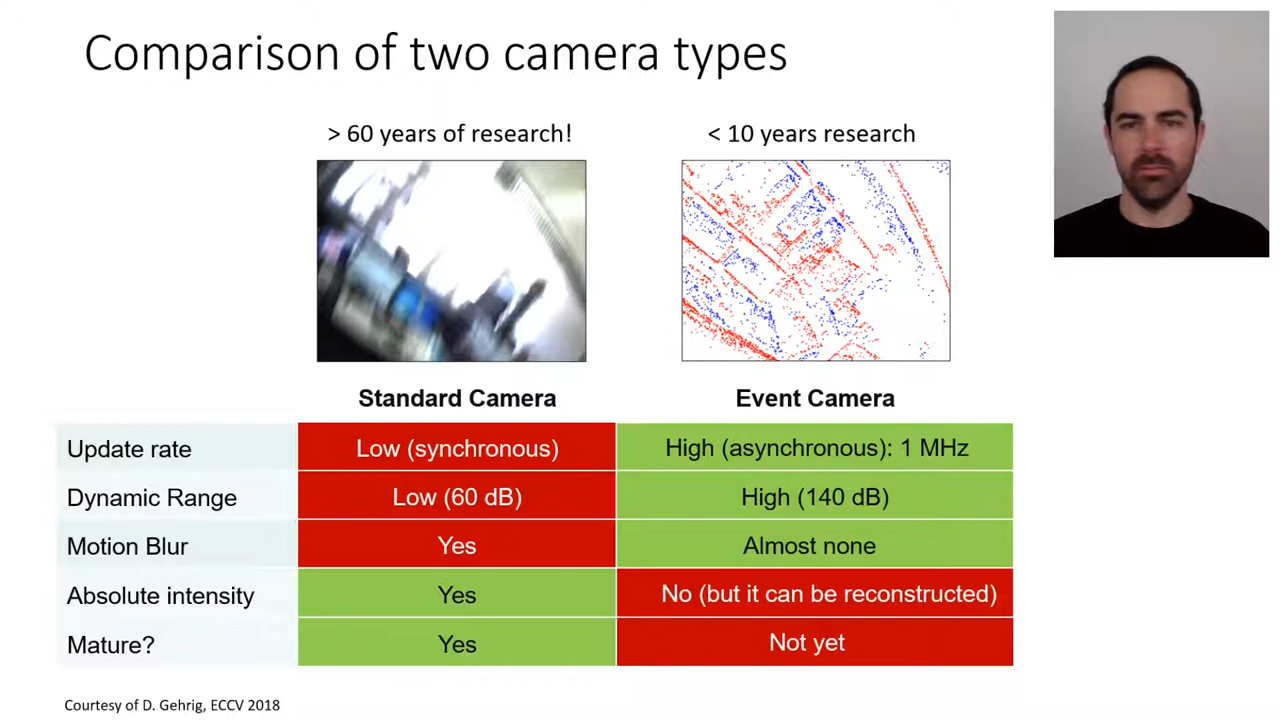 Comparison of two camera types
> 60 years of research!
< 10 years research
Standard Camera
Event Camera
Update rate
Low (synchronous)
High (asynchronous): 1 MHz
Dynamic Range
Low (60 dB)
High (140 dB)
Motion Blur
Yes
Almost none
Absolute intensity
Yes
No (but it can be reconstructed)
Mature?
Yes
Not yet
Courtesy of D. Gehrig, ECCV 2018